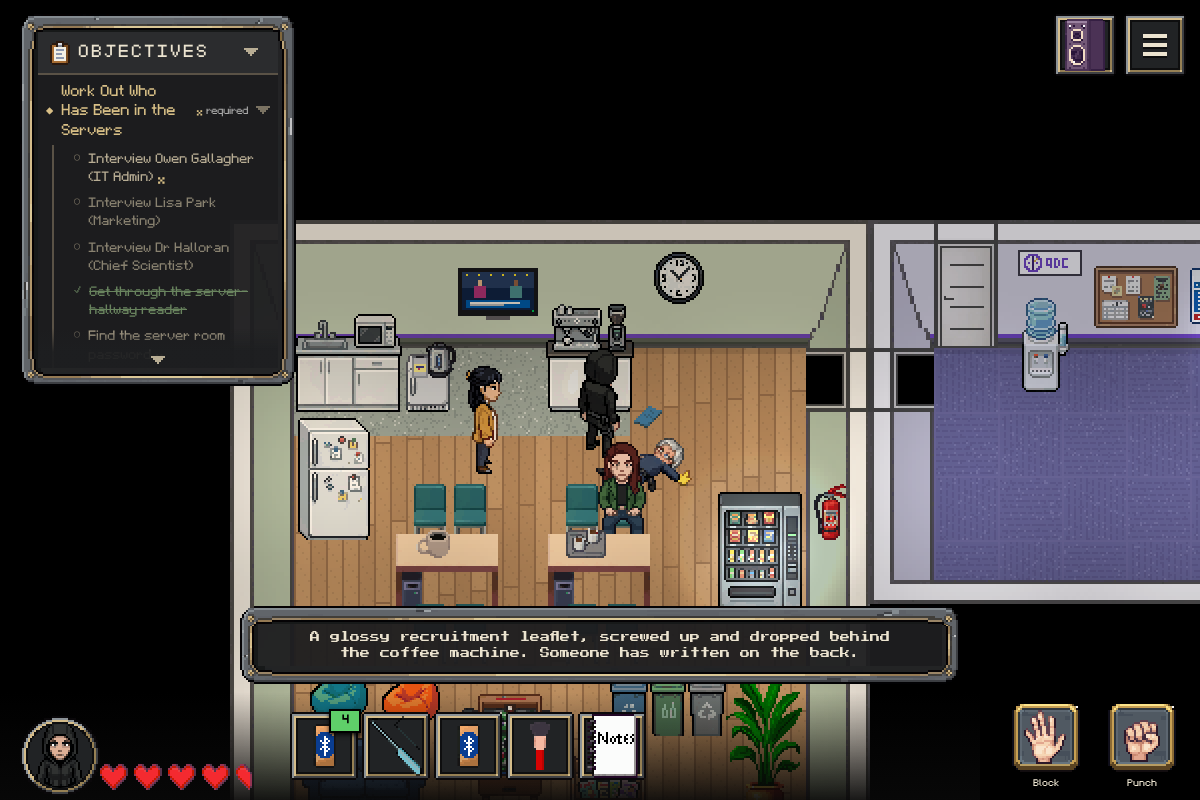 OBJECTIVES
Work Out Who
Has Been in the
Servers
x required
Interview Owen Gallagher
(IT Admin) x
Interview Lisa Park
(Marketing)
Interview Dr Halloran
(Chief Scientist)
Get through the server
hallway reader
Find the server room
12
QDC
A glossy recruitment leaflet, screwed up and dropped behind
the coffee machine. Someone has written on the back.
4
Notes
Block
Punch